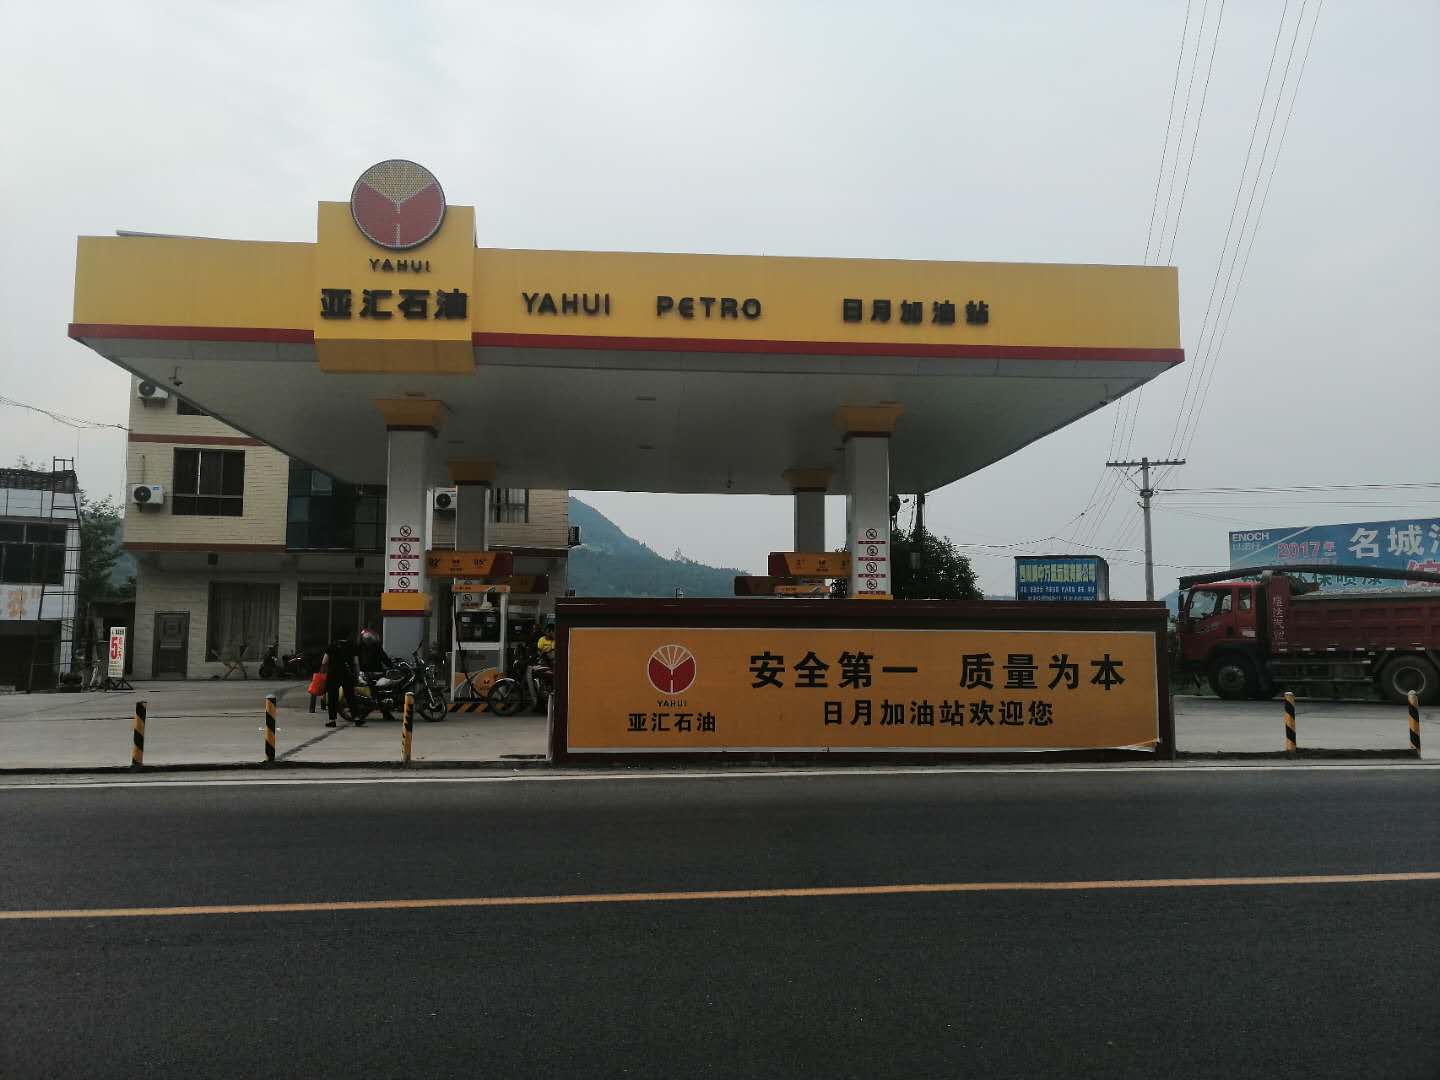 YAHUI
亚汇石油
YAHUI PETRO 日月加油站
YAHUI
亚汇石油
安全第一 质量为本
日月加油站欢迎您
ENOCH
2017年 名城